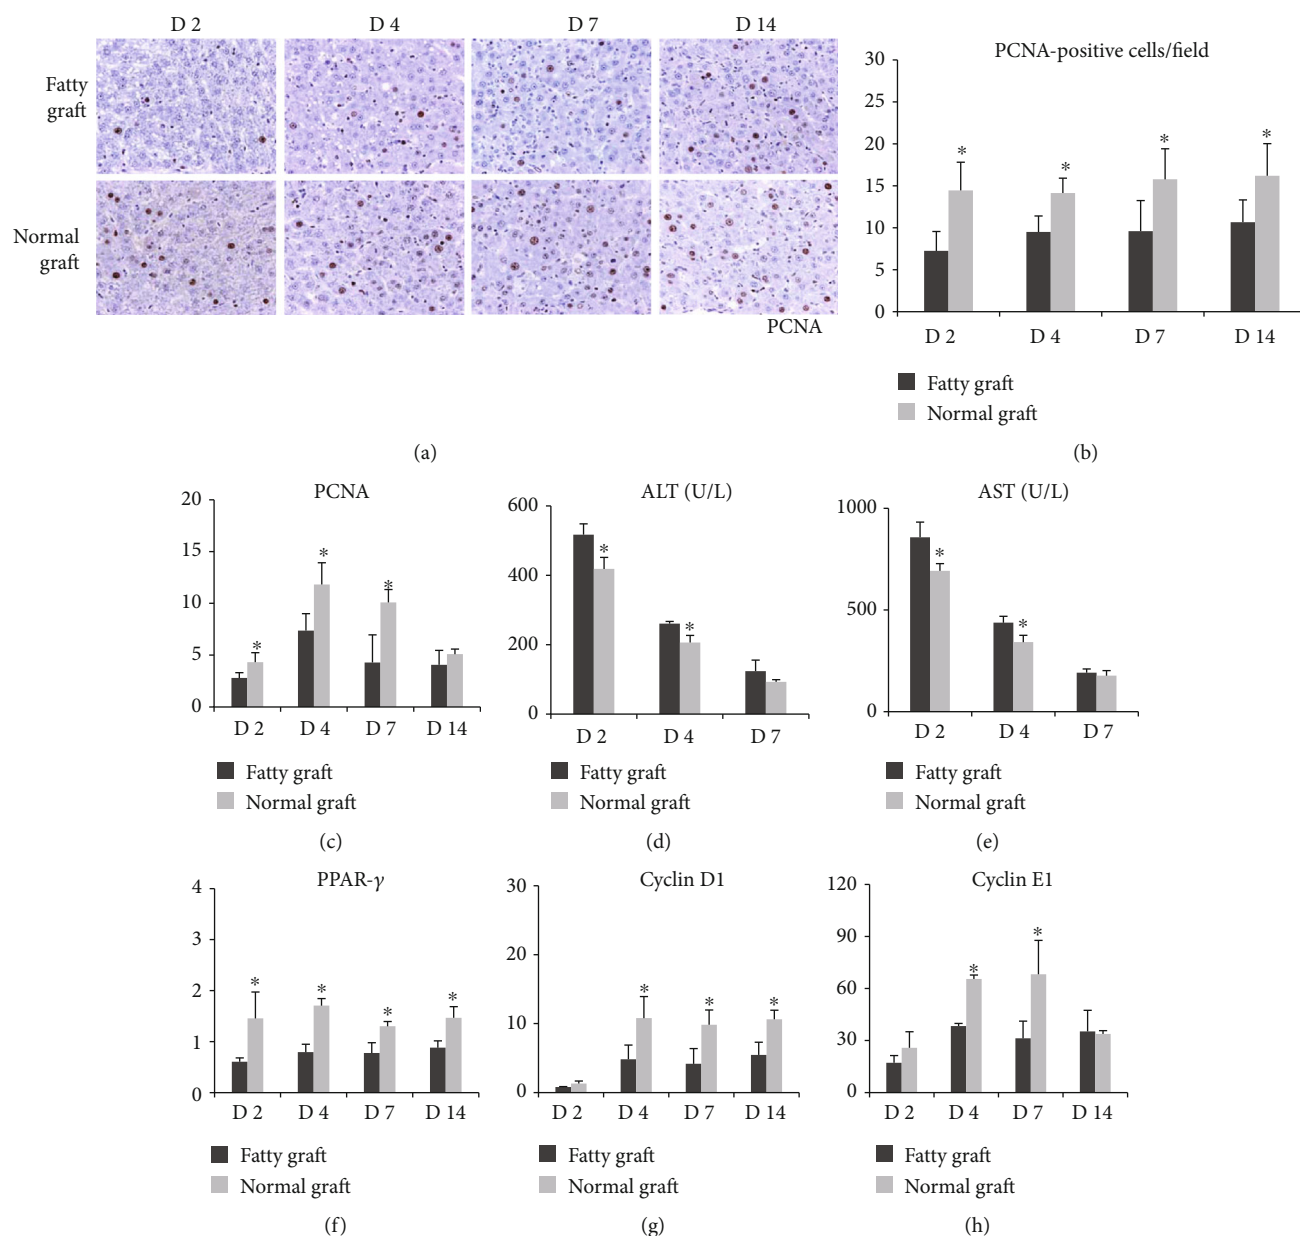 D 2 D 4 D 7 D 14
Fatty
graft
Normal
graft
PCNA
(a)
PCNA-positive cells/field
30
25
20
15
10
5
0
* * * *
D 2 D 4 D 7 D 14
Fatty graft
Normal graft
(b)
PCNA
20
15
10
5
0
* * *
D 2 D 4 D 7 D 14
Fatty graft
Normal graft
(c)
ALT (U/L)
600
400
200
0
* *
D 2 D 4 D 7
Fatty graft
Normal graft
(d)
AST (U/L)
1000
500
0
* *
D 2 D 4 D 7
Fatty graft
Normal graft
(e)
PPAR-γ
4
3
2
1
0
* * * *
D 2 D 4 D 7 D 14
Fatty graft
Normal graft
(f)
Cyclin D1
30
20
10
0
* * *
D 2 D 4 D 7 D 14
Fatty graft
Normal graft
(g)
Cyclin E1
120
90
60
30
0
* *
D 2 D 4 D 7 D 14
Fatty graft
Normal graft
(h)